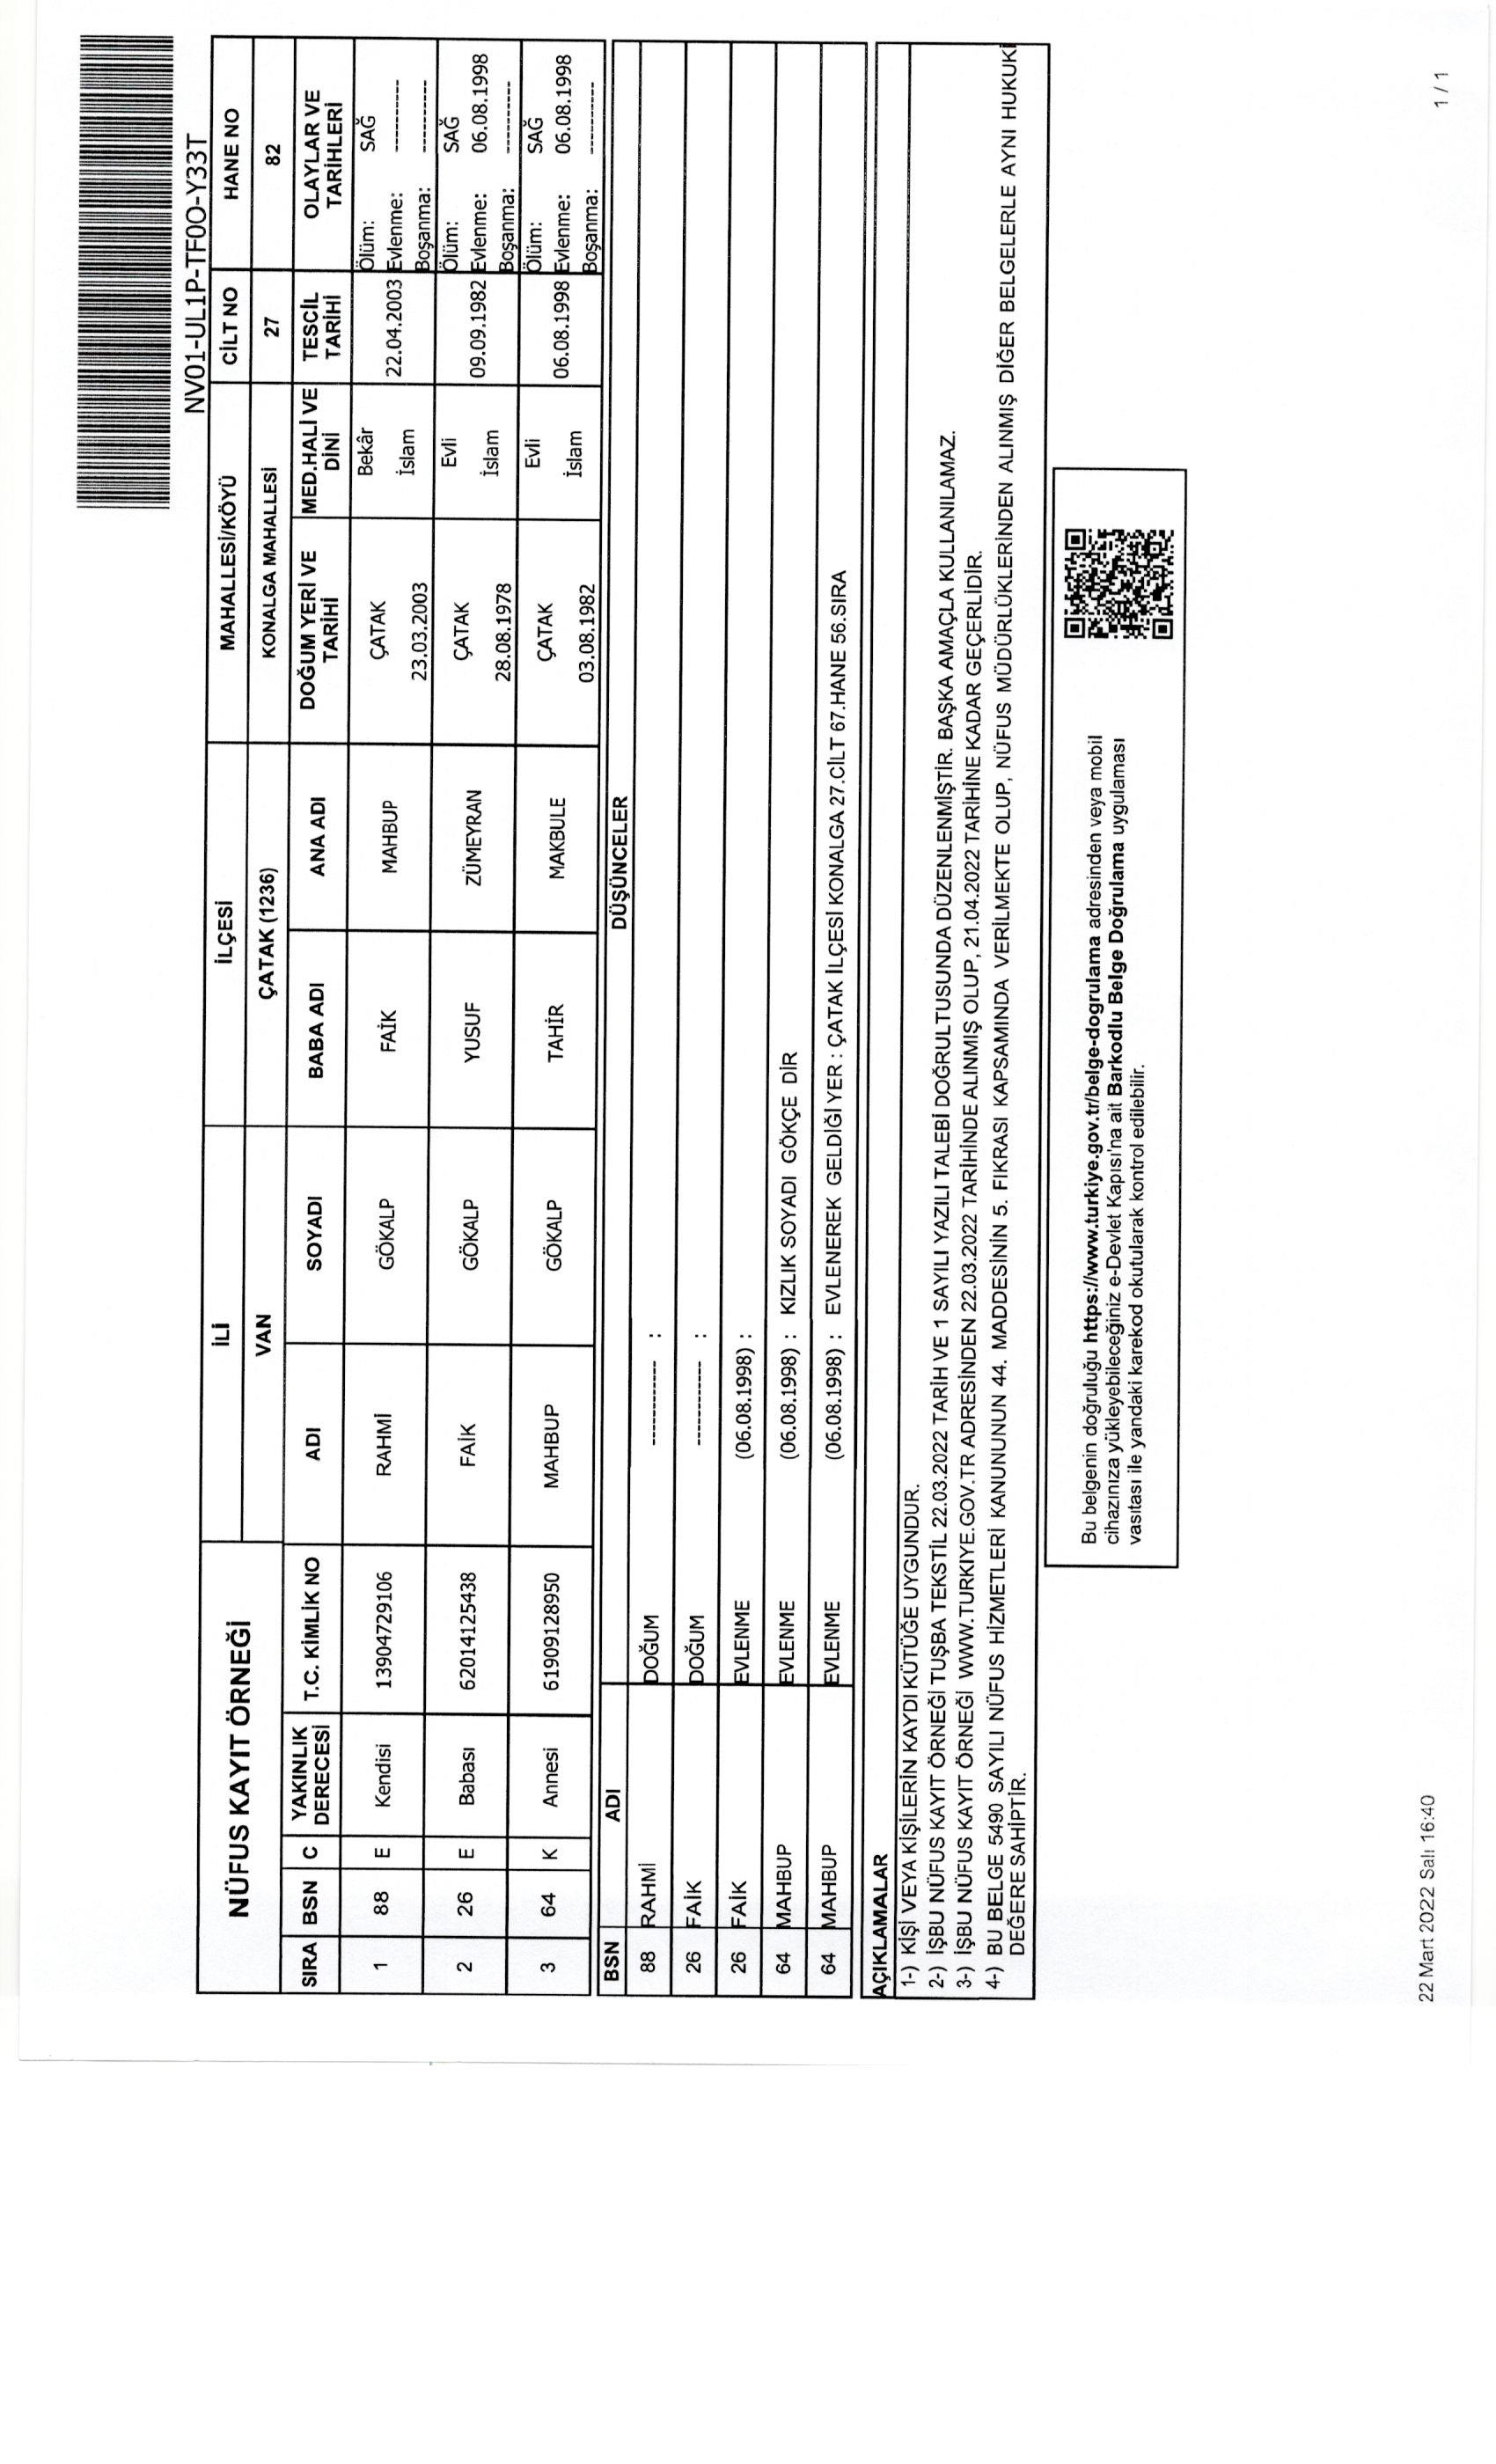 NV01-UL1P-TF0O-Y33T
NÜFUS KAYIT ÖRNEĞİ İLİ İLÇESİ MAHALLESİ/KÖYÜ CİLT NO HANE NO
VAN ÇATAK (1236) KONALGA MAHALLESİ 27 82
SIRA BSN C YAKINLIK DERECESİ T.C. KİMLİK NO ADI SOYADI BABA ADI ANA ADI DOĞUM YERİ VE TARİHİ MED.HALİ VE DİNİ TESCİL TARİHİ OLAYLAR VE TARİHLERİ
1 88 E Kendisi 13904729106 RAHMİ GÖKALP FAİK MAHBUP ÇATAK 23.03.2003 Bekâr İslam 22.04.2003 Ölüm: SAĞ Evlenme: ----------- Boşanma: -----------
2 26 E Babası 62014125438 FAİK GÖKALP YUSUF ZÜMEYRAN ÇATAK 28.08.1978 Evli İslam 09.09.1982 Ölüm: SAĞ Evlenme: 06.08.1998 Boşanma: -----------
3 64 K Annesi 61909128950 MAHBUP GÖKALP TAHİR MAKBULE ÇATAK 03.08.1982 Evli İslam 06.08.1998 Ölüm: SAĞ Evlenme: 06.08.1998 Boşanma: -----------
BSN ADI DÜŞÜNCELER
88 RAHMİ DOĞUM ------------ :
26 FAİK DOĞUM ------------ :
26 FAİK EVLENME (06.08.1998) :
64 MAHBUP EVLENME (06.08.1998) : KIZLIK SOYADI GÖKÇE DİR
64 MAHBUP EVLENME (06.08.1998) : EVLENEREK GELDİĞİ YER : ÇATAK İLÇESİ KONALGA 27.CİLT 67.HANE 56.SIRA
AÇIKLAMALAR
1-) KİŞİ VEYA KİŞİLERİN KAYDI KÜTÜĞE UYGUNDUR.
2-) İŞBU NÜFUS KAYIT ÖRNEĞİ TUŞBA TEKSTİL 22.03.2022 TARİH VE 1 SAYILI YAZILI TALEBİ DOĞRULTUSUNDA DÜZENLENMİŞTİR. BAŞKA AMAÇLA KULLANILAMAZ.
3-) İŞBU NÜFUS KAYIT ÖRNEĞİ WWW.TURKIYE.GOV.TR ADRESİNDEN 22.03.2022 TARİHİNDE ALINMIŞ OLUP, 21.04.2022 TARİHİNE KADAR GEÇERLİDİR.
4-) BU BELGE 5490 SAYILI NÜFUS HİZMETLERİ KANUNUNUN 44. MADDESİNİN 5. FIKRASI KAPSAMINDA VERİLMEKTE OLUP, NÜFUS MÜDÜRLÜKLERİNDEN ALINMIŞ DİĞER BELGELERLE AYNI HUKUKİ
DEĞERE SAHİPTİR.
Bu belgenin doğruluğu https://www.turkiye.gov.tr/belge-dogrulama adresinden veya mobil
cihazınıza yükleyebileceğiniz e-Devlet Kapısı'na ait Barkodlu Belge Doğrulama uygulaması
vasıtası ile yandaki karekod okutularak kontrol edilebilir.
22 Mart 2022 Salı 16:40
1 / 1